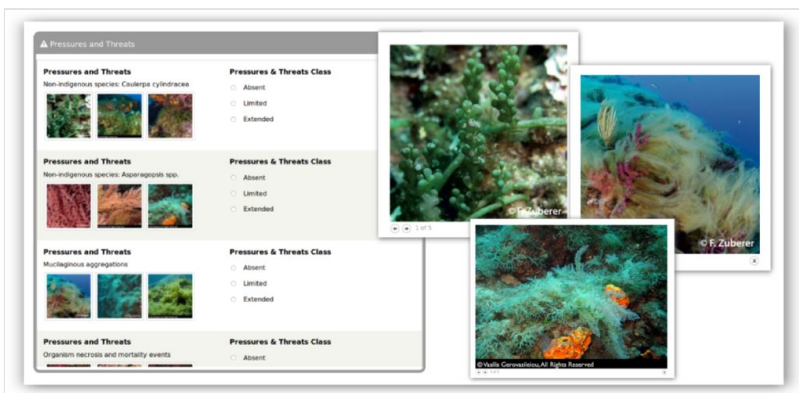 Pressures and Threats
Pressures and Threats
Pressures & Threats Class
Non-indigenous species: Caulerpa cylindracea
Absent
Limited
Extended
Pressures and Threats
Pressures & Threats Class
Non-indigenous species: Asparagopsis spp.
Absent
Limited
Extended
Pressures and Threats
Pressures & Threats Class
Mucilaginous aggregations
Absent
Limited
Extended
Pressures and Threats
Pressures & Threats Class
Organism necrosis and mortality events
Absent
© F. Zuberer
1 of 5
© F. Zuberer
© Vasilis Gerovasileiou, All Rights Reserved